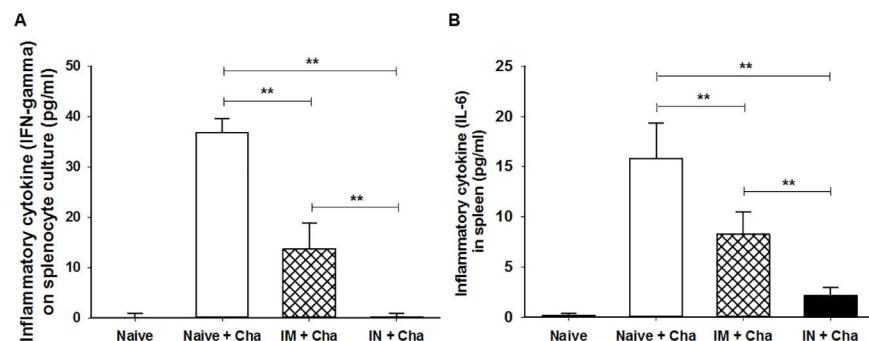 A
Inflammatory cytokine (IFN-gamma)
on splenocyte culture (pg/ml)
50
40
30
20
10
0
**
**
**
Naive
Naive + Cha
IM + Cha
IN + Cha
B
Inflammatory cytokine (IL-6)
in spleen (pg/ml)
25
20
15
10
5
0
**
**
**
Naive
Naive + Cha
IM + Cha
IN + Cha